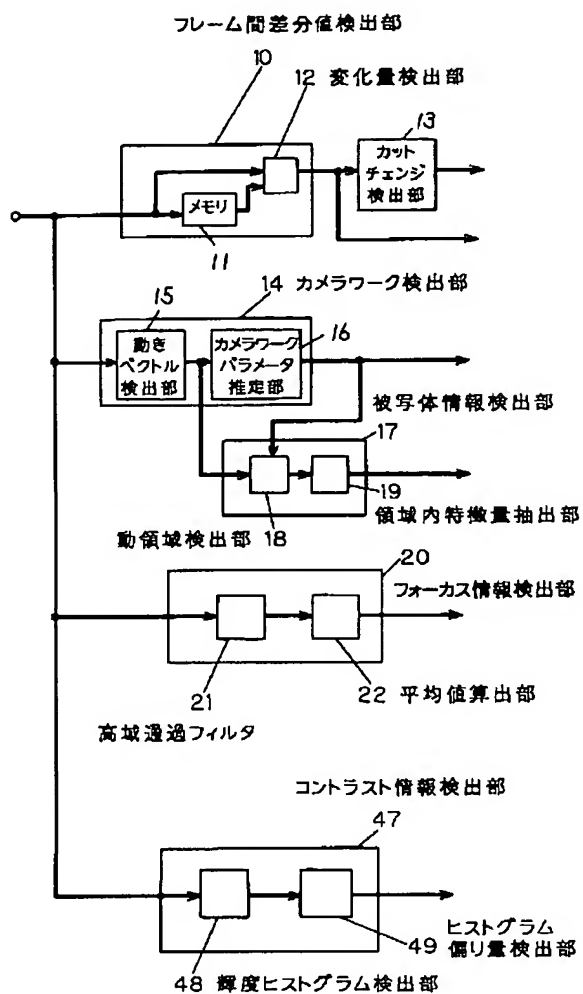 フレーム間差分値検出部
10
12 変化量検出部
13
カット
チェンジ
検出部
メモリ
11
14 カメラワーク検出部
15
16
動き
ベクトル
検出部
カメラワーク
パラメータ
推定部
被写体情報検出部
17
19
領域内特徴量抽出部
動領域検出部 18
20
フォーカス情報検出部
21
22 平均値算出部
高域通過フィルタ
コントラスト情報検出部
47
ヒストグラム
49 偏り量検出部
48 輝度ヒストグラム検出部